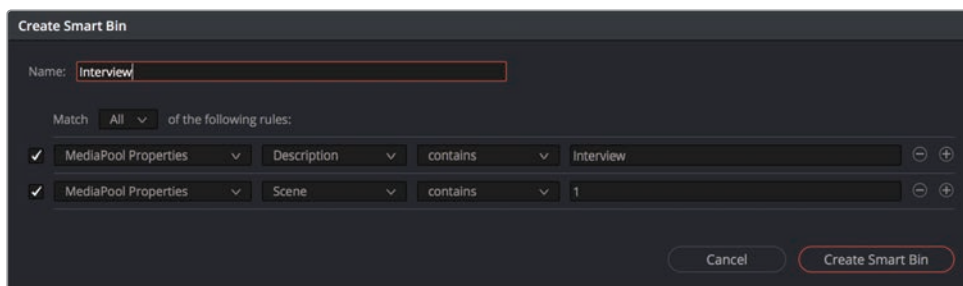 Create Smart Bin
Name: Interview
Match All of the following rules:
MediaPool Properties Description contains Interview
MediaPool Properties Scene contains 1
Cancel Create Smart Bin